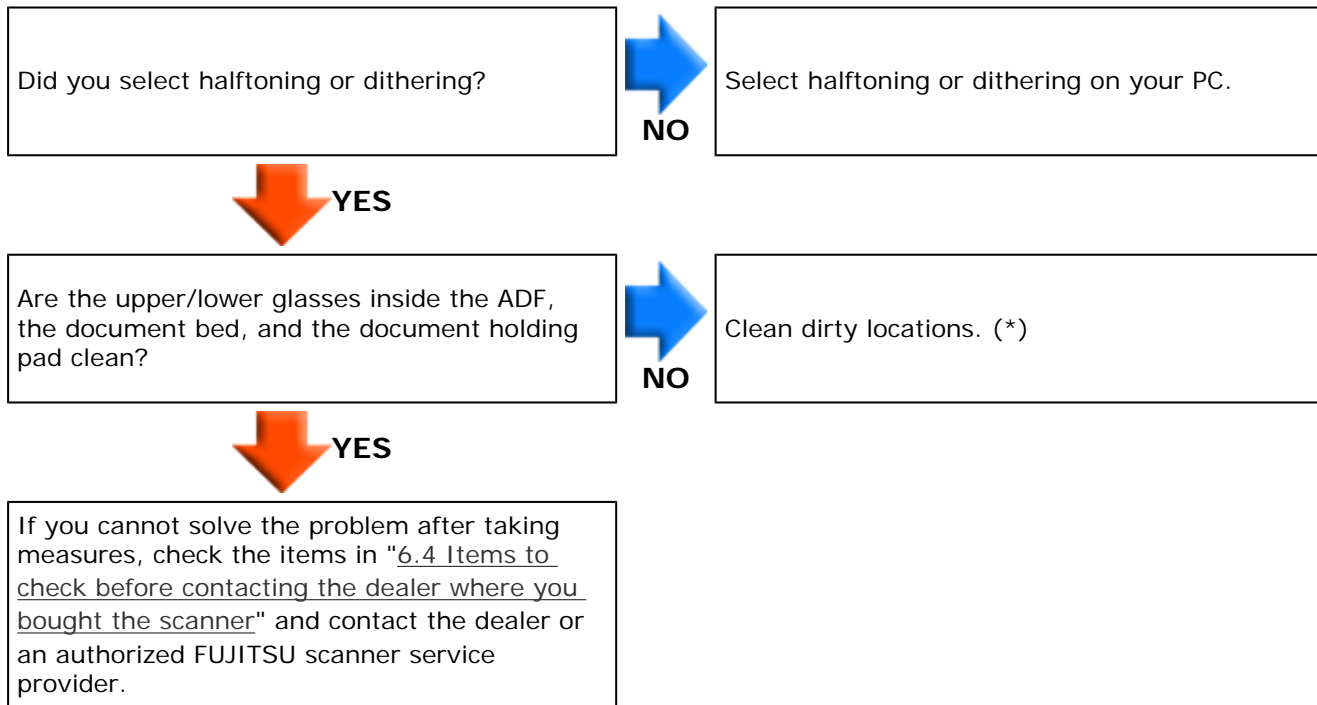 Did you select halftoning or dithering?
Select halftoning or dithering on your PC.
NO
YES
Are the upper/lower glasses inside the ADF,
the document bed, and the document holding
pad clean?
Clean dirty locations. (*)
NO
YES
If you cannot solve the problem after taking
measures, check the items in "6.4 Items to
check before contacting the dealer where you
bought the scanner" and contact the dealer or
an authorized FUJITSU scanner service
provider.